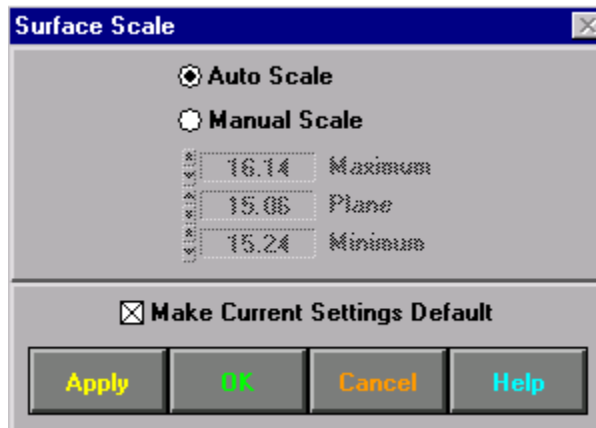 Surface Scale
Auto Scale
Manual Scale
16.14 Maximum
15.06 Plane
15.24 Minimum
Make Current Settings Default
Apply OK Cancel Help